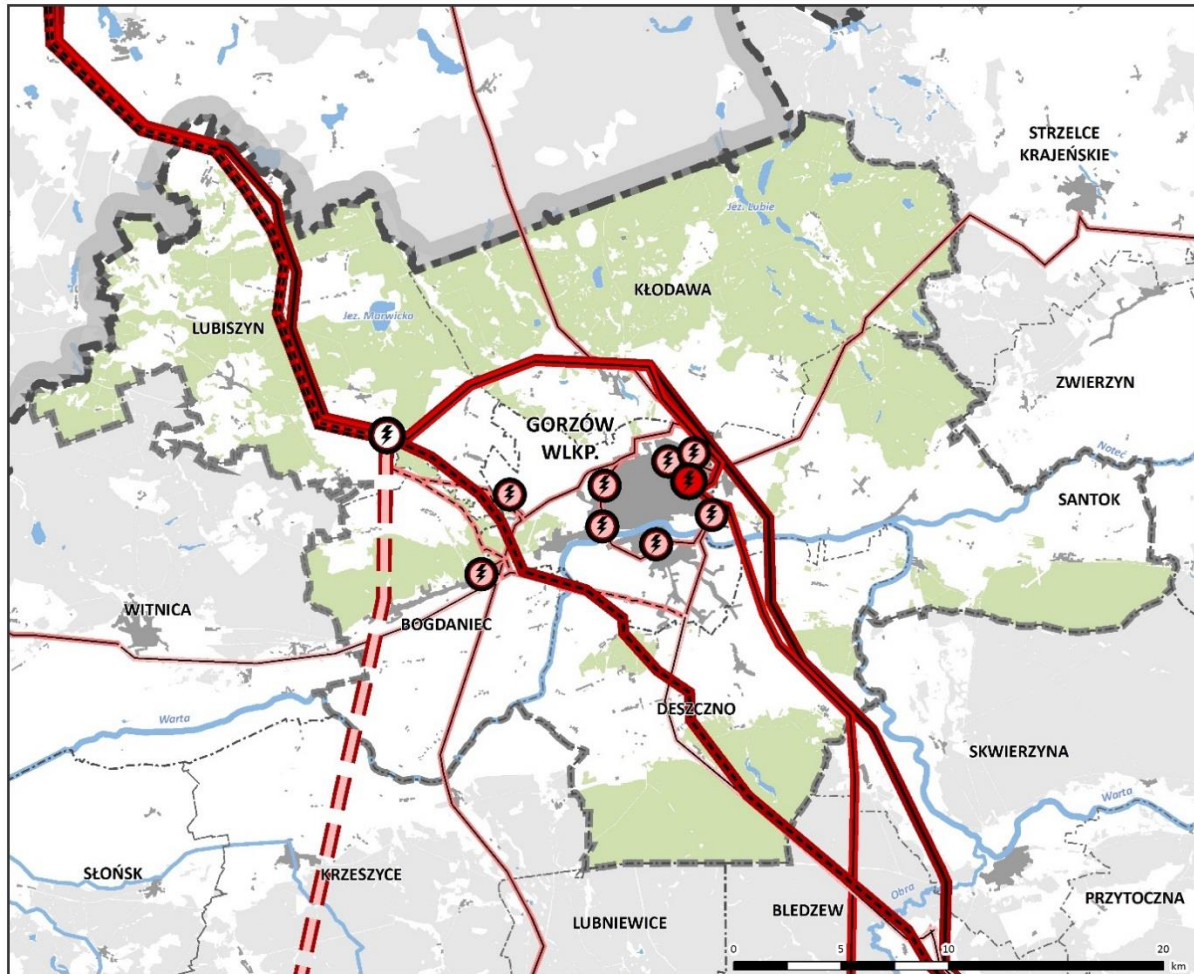 STRZELCE
KRAJEŃSKIE
Jez. Lubie
KŁODAWA
LUBISZYN
Jez. Marwicko
ZWIERZYN
GORZÓW
WLKP.
Noteć
SANTOK
WITNICA
BOGDANIEC
Warta
DESZCZNO
SKWIERZYNA
Warta
SŁOŃSK
KRZESZYCE
Obra
PRZYTOCZNA
LUBNIEWICE
BLEDZEW
0 5 10 20
km